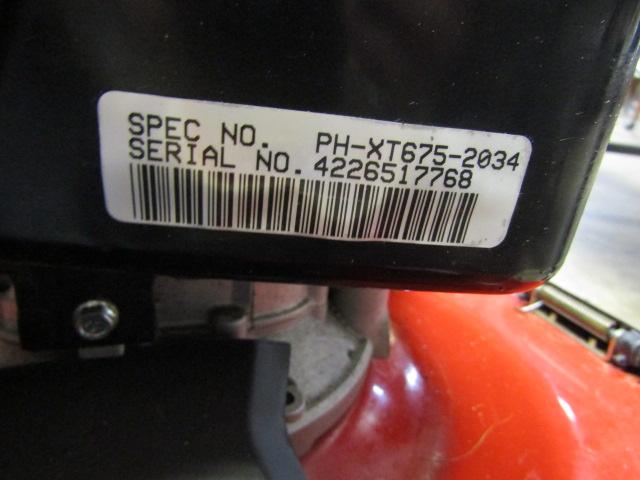 SPEC NO. PH-XT675-2034
SERIAL NO. 4226517768